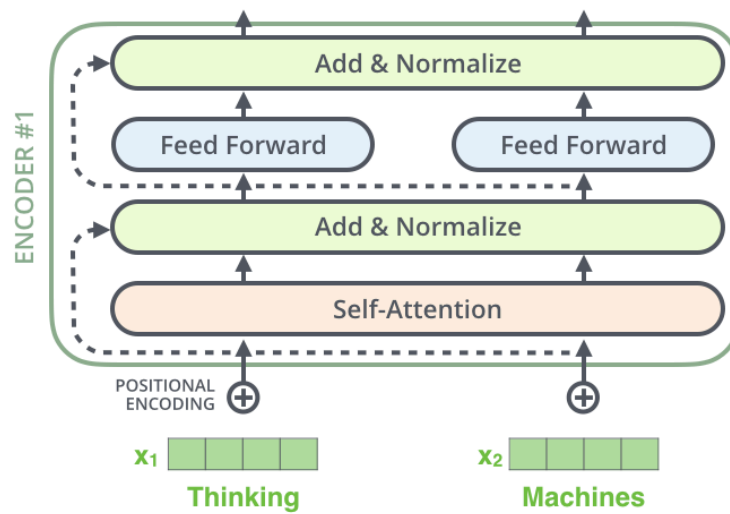 ENCODER #1
Add & Normalize
Feed Forward
Feed Forward
Add & Normalize
Self-Attention
POSITIONAL
ENCODING
x₁
x₂
Thinking
Machines